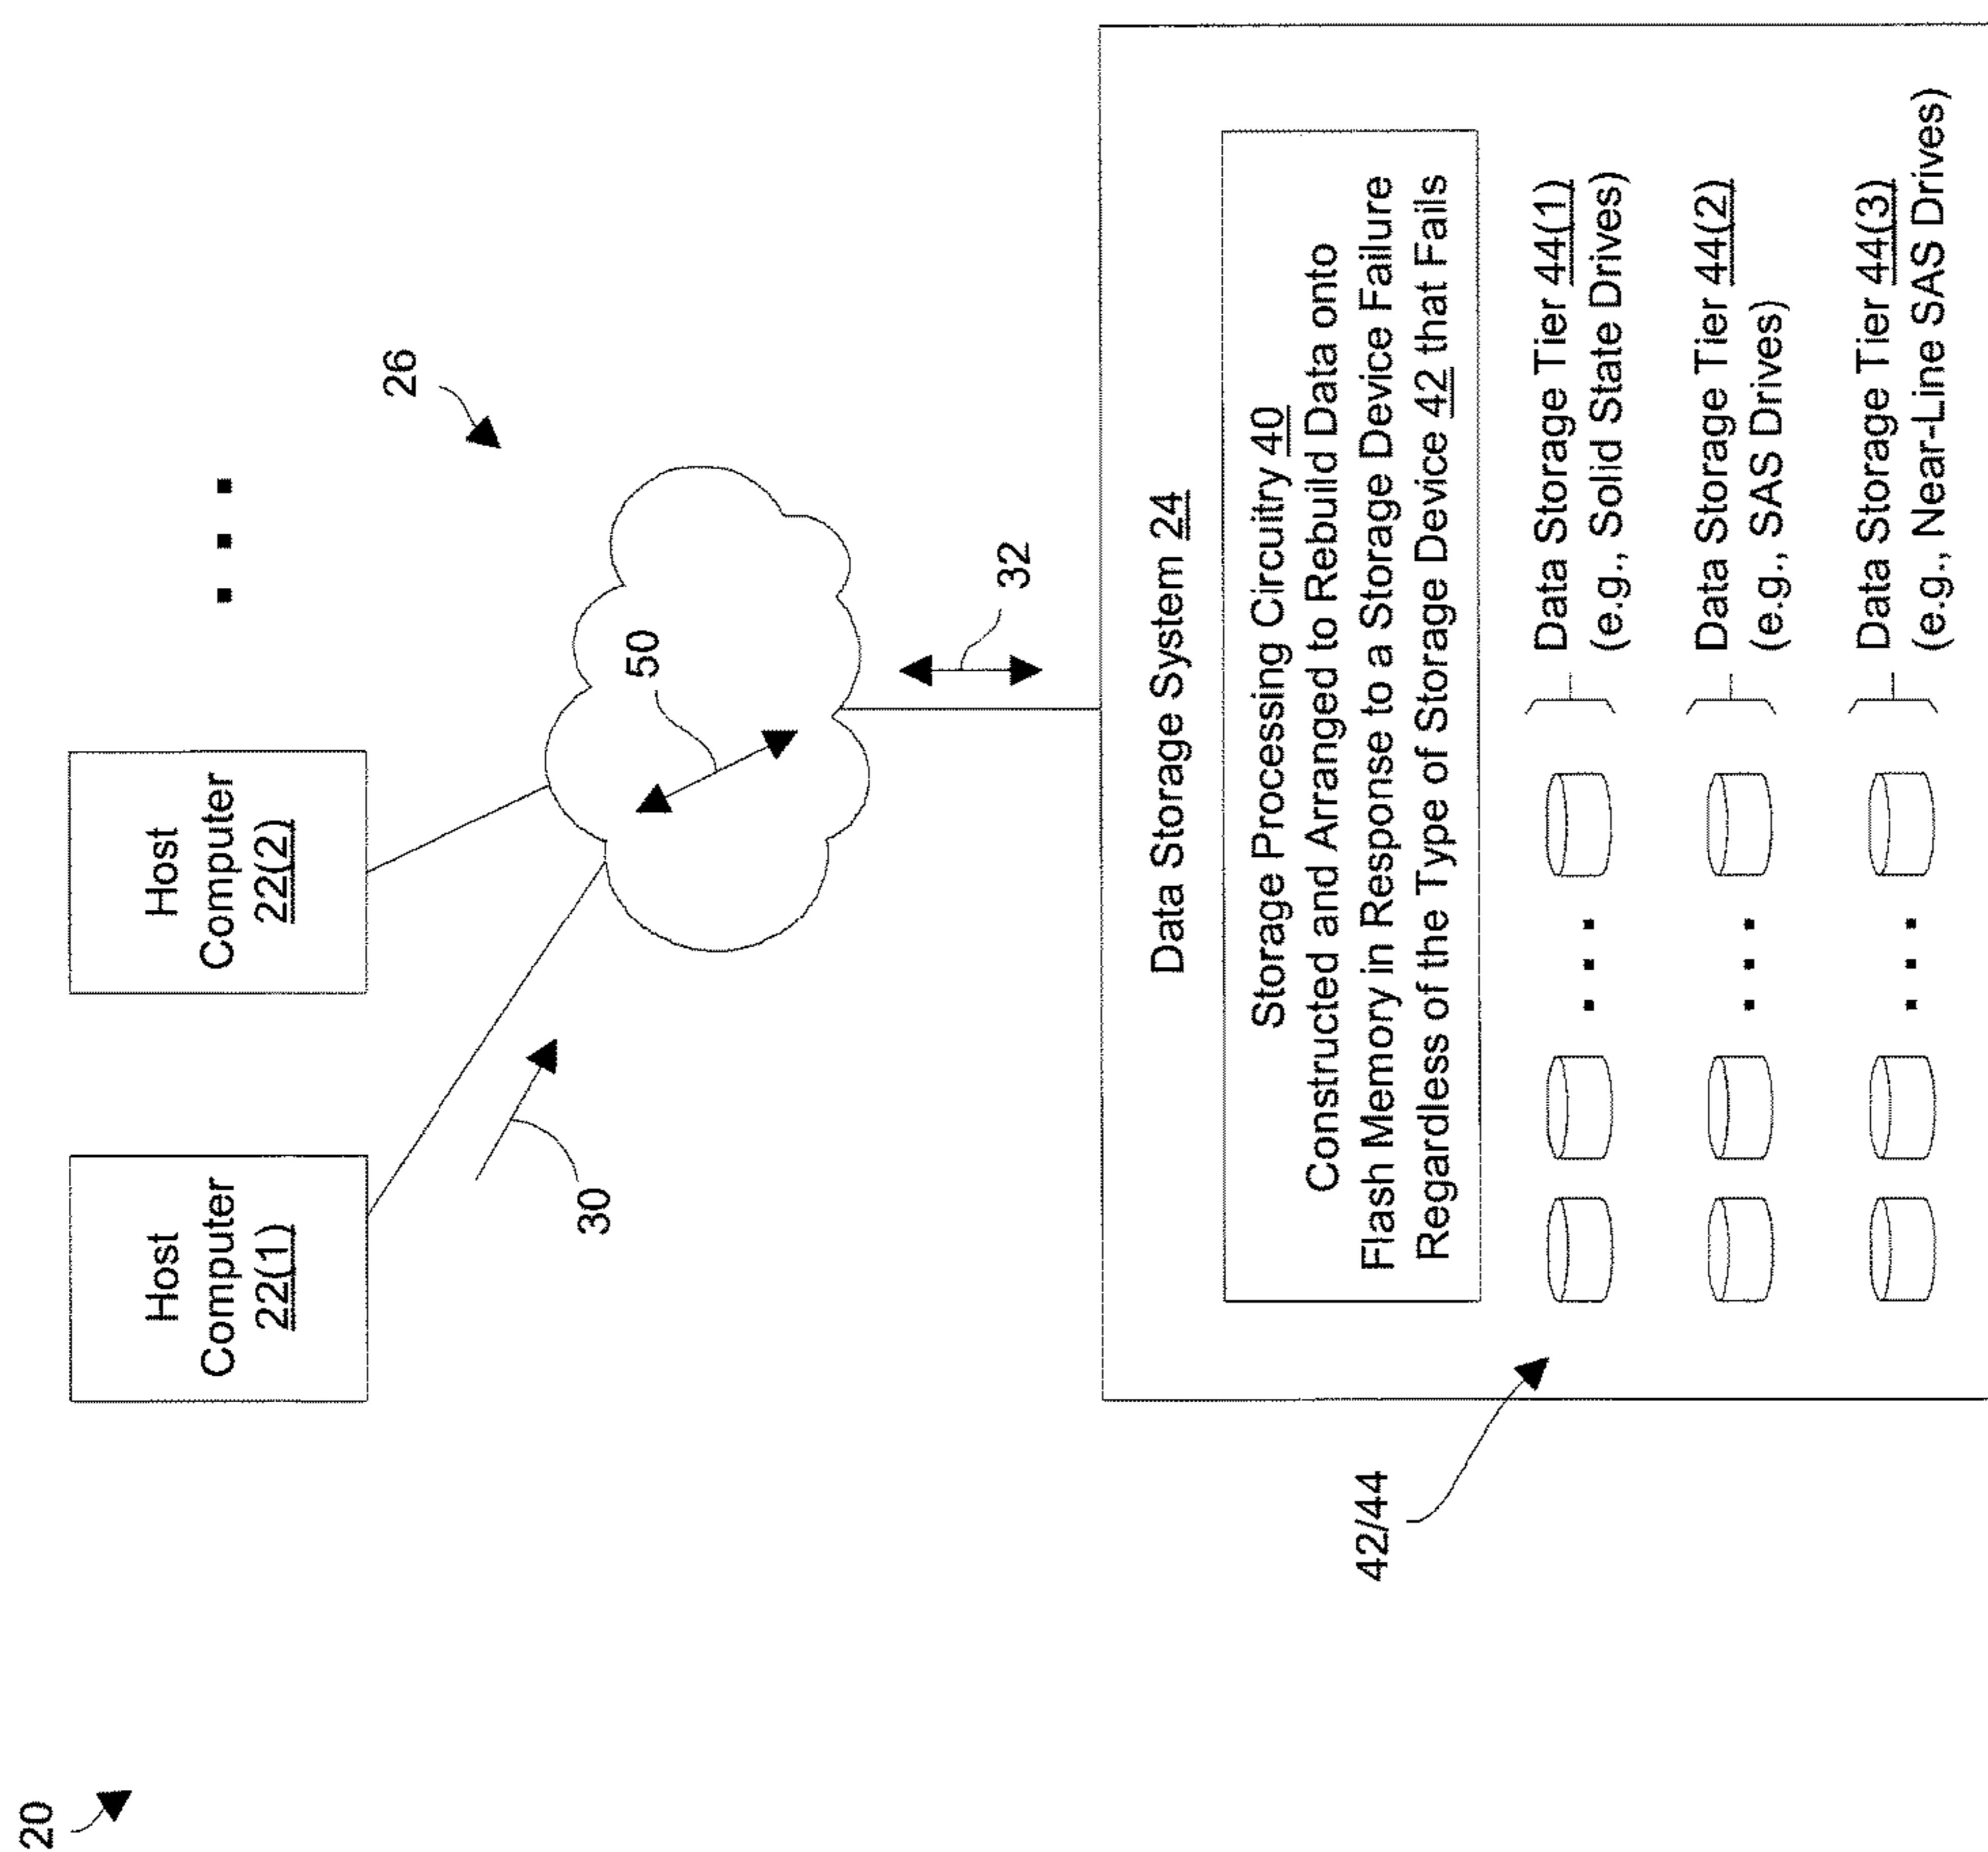 20
Host
Computer
22(1)
Host
Computer
22(2)
26
30
50
32
Data Storage System 24
Storage Processing Circuitry 40
Constructed and Arranged to Rebuild Data onto
Flash Memory in Response to a Storage Device Failure
Regardless of the Type of Storage Device 42 that Fails
42/44
Data Storage Tier 44(1)
(e.g., Solid State Drives)
Data Storage Tier 44(2)
(e.g., SAS Drives)
Data Storage Tier 44(3)
(e.g., Near-Line SAS Drives)